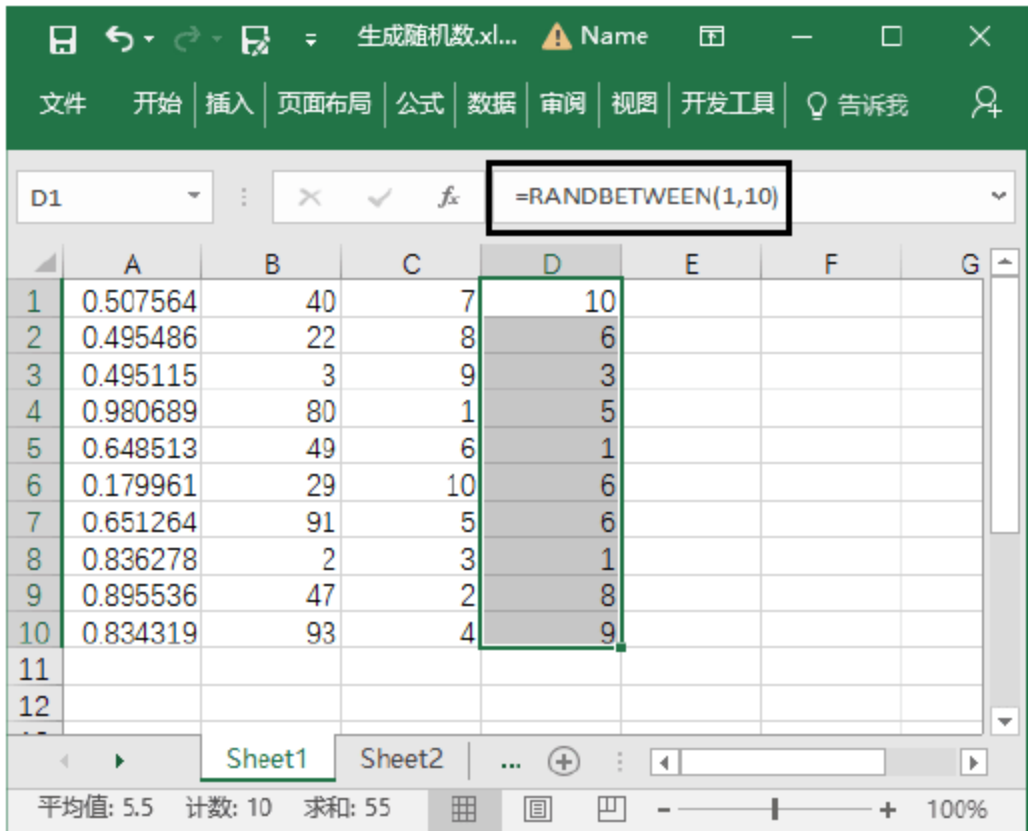 生成随机数.xl... Name
文件 开始 插入 页面布局 公式 数据 审阅 视图 开发工具 告诉我
D1 fx =RANDBETWEEN(1,10)
A B C D E F G
1 0.507564 40 7 10
2 0.495486 22 8 6
3 0.495115 3 9 3
4 0.980689 80 1 5
5 0.648513 49 6 1
6 0.179961 29 10 6
7 0.651264 91 5 6
8 0.836278 2 3 1
9 0.895536 47 2 8
10 0.834319 93 4 9
11
12
Sheet1 Sheet2 ...
平均值: 5.5 计数: 10 求和: 55 100%